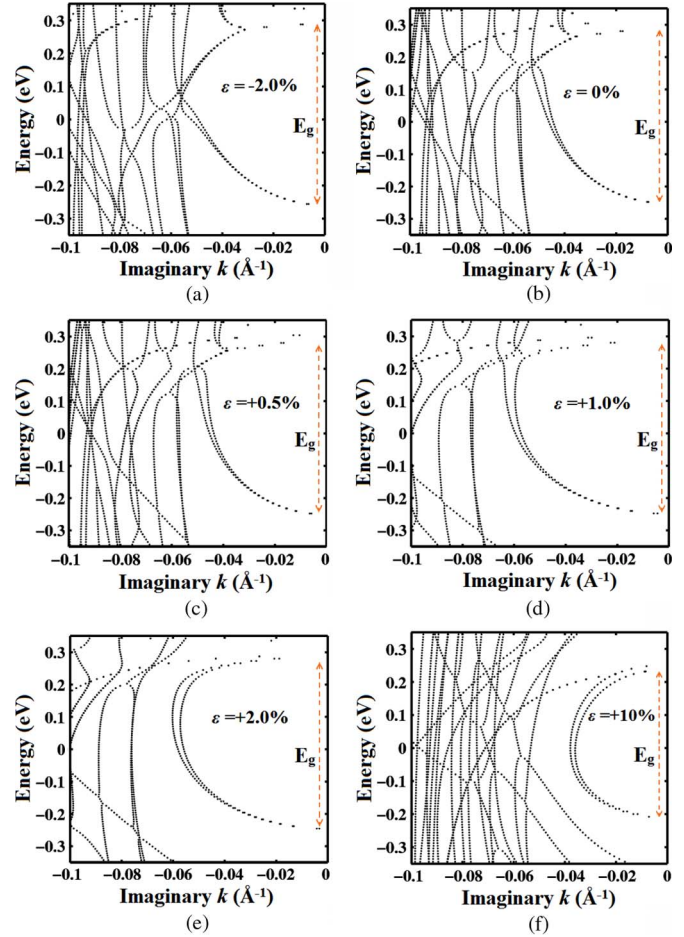 0.3
0.2
0.1
0
−0.1
−0.2
−0.3
Energy (eV)
ε = -2.0%
Eg
−0.1 −0.08 −0.06 −0.04 −0.02 0
Imaginary k (Å-1)
(a)
0.3
0.2
0.1
0
−0.1
−0.2
−0.3
Energy (eV)
ε = 0%
Eg
−0.1 −0.08 −0.06 −0.04 −0.02 0
Imaginary k (Å-1)
(b)
0.3
0.2
0.1
0
−0.1
−0.2
−0.3
Energy (eV)
ε =+0.5%
Eg
−0.1 −0.08 −0.06 −0.04 −0.02 0
Imaginary k (Å-1)
(c)
0.3
0.2
0.1
0
−0.1
−0.2
−0.3
Energy (eV)
ε =+1.0%
Eg
−0.1 −0.08 −0.06 −0.04 −0.02 0
Imaginary k (Å-1)
(d)
0.3
0.2
0.1
0
−0.1
−0.2
−0.3
Energy (eV)
ε =+2.0%
Eg
−0.1 −0.08 −0.06 −0.04 −0.02 0
Imaginary k (Å-1)
(e)
0.3
0.2
0.1
0
−0.1
−0.2
−0.3
Energy (eV)
ε =+10%
Eg
−0.1 −0.08 −0.06 −0.04 −0.02 0
Imaginary k (Å-1)
(f)